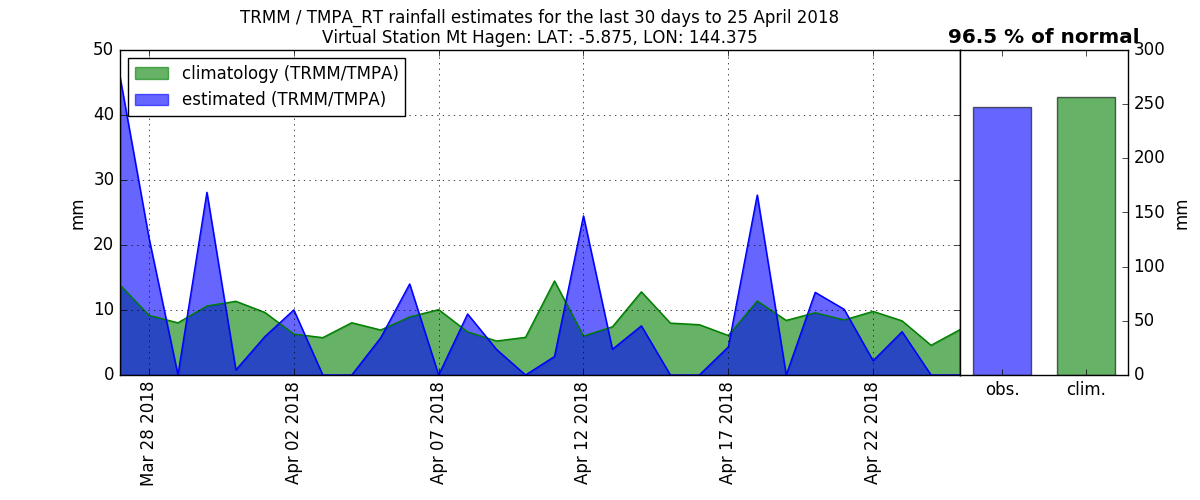 TRMM / TMPA_RT rainfall estimates for the last 30 days to 25 April 2018
Virtual Station Mt Hagen: LAT: -5.875, LON: 144.375
96.5 % of normal
climatology (TRMM/TMPA)
estimated (TRMM/TMPA)
50
40
30
20
10
0
mm
Mar 28 2018
Apr 02 2018
Apr 07 2018
Apr 12 2018
Apr 17 2018
Apr 22 2018
obs.
clim.
300
250
200
150
100
50
0
mm